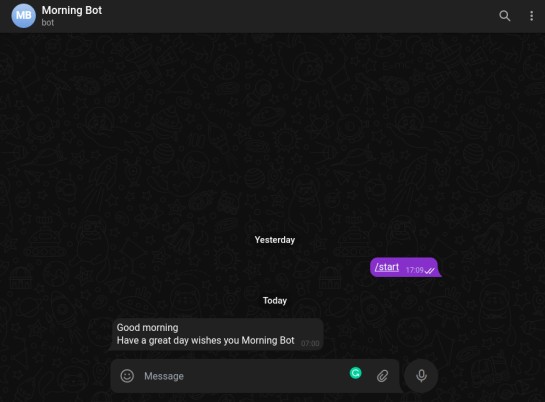 MB
Morning Bot
bot
Yesterday
/start 17:09
Today
Good morning
Have a great day wishes you Morning Bot 07:00
Message